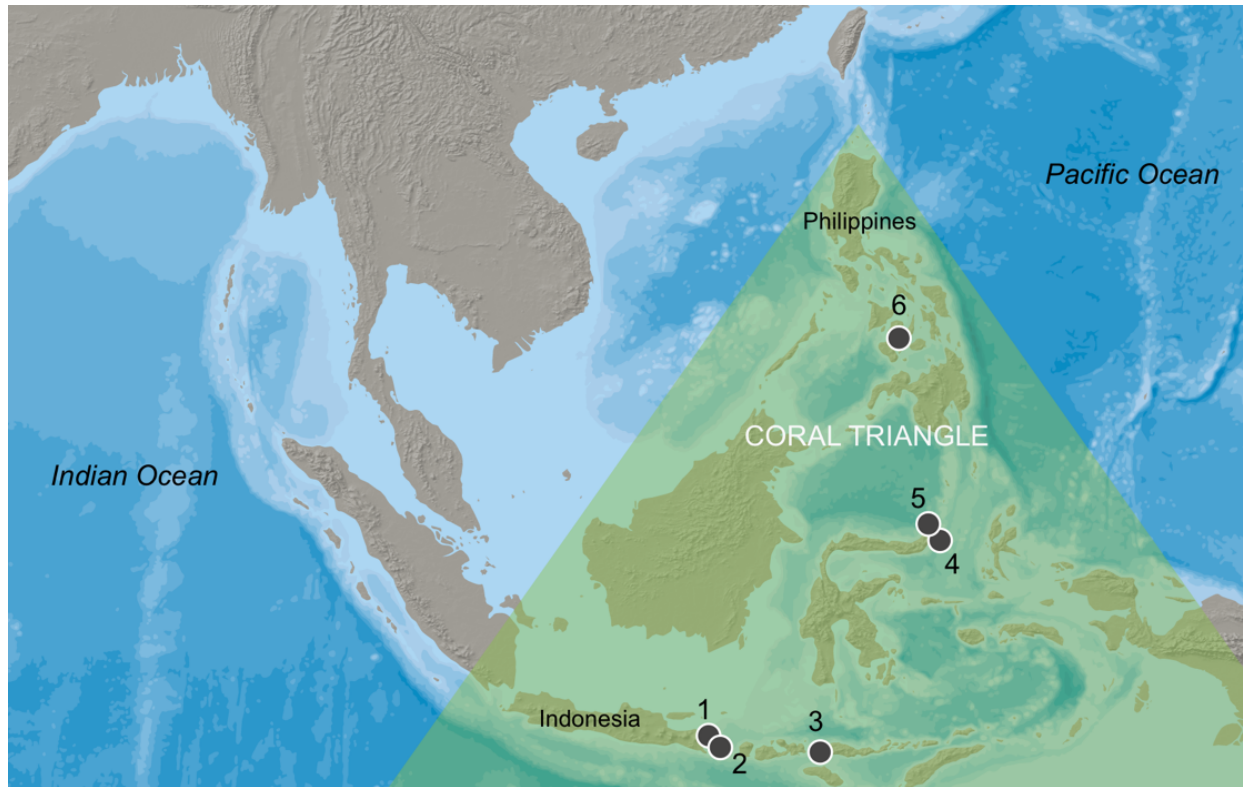 Pacific Ocean
Philippines
6
CORAL TRIANGLE
Indian Ocean
5
4
Indonesia
1
2
3